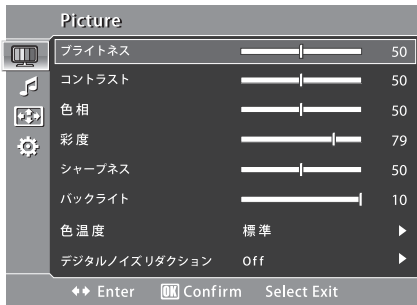 Picture
ブライトネス 50
コントラスト 50
色相 50
彩度 79
シャープネス 50
バックライト 10
色温度 標準
デジタルノイズリダクション Off
Enter OK Confirm Select Exit